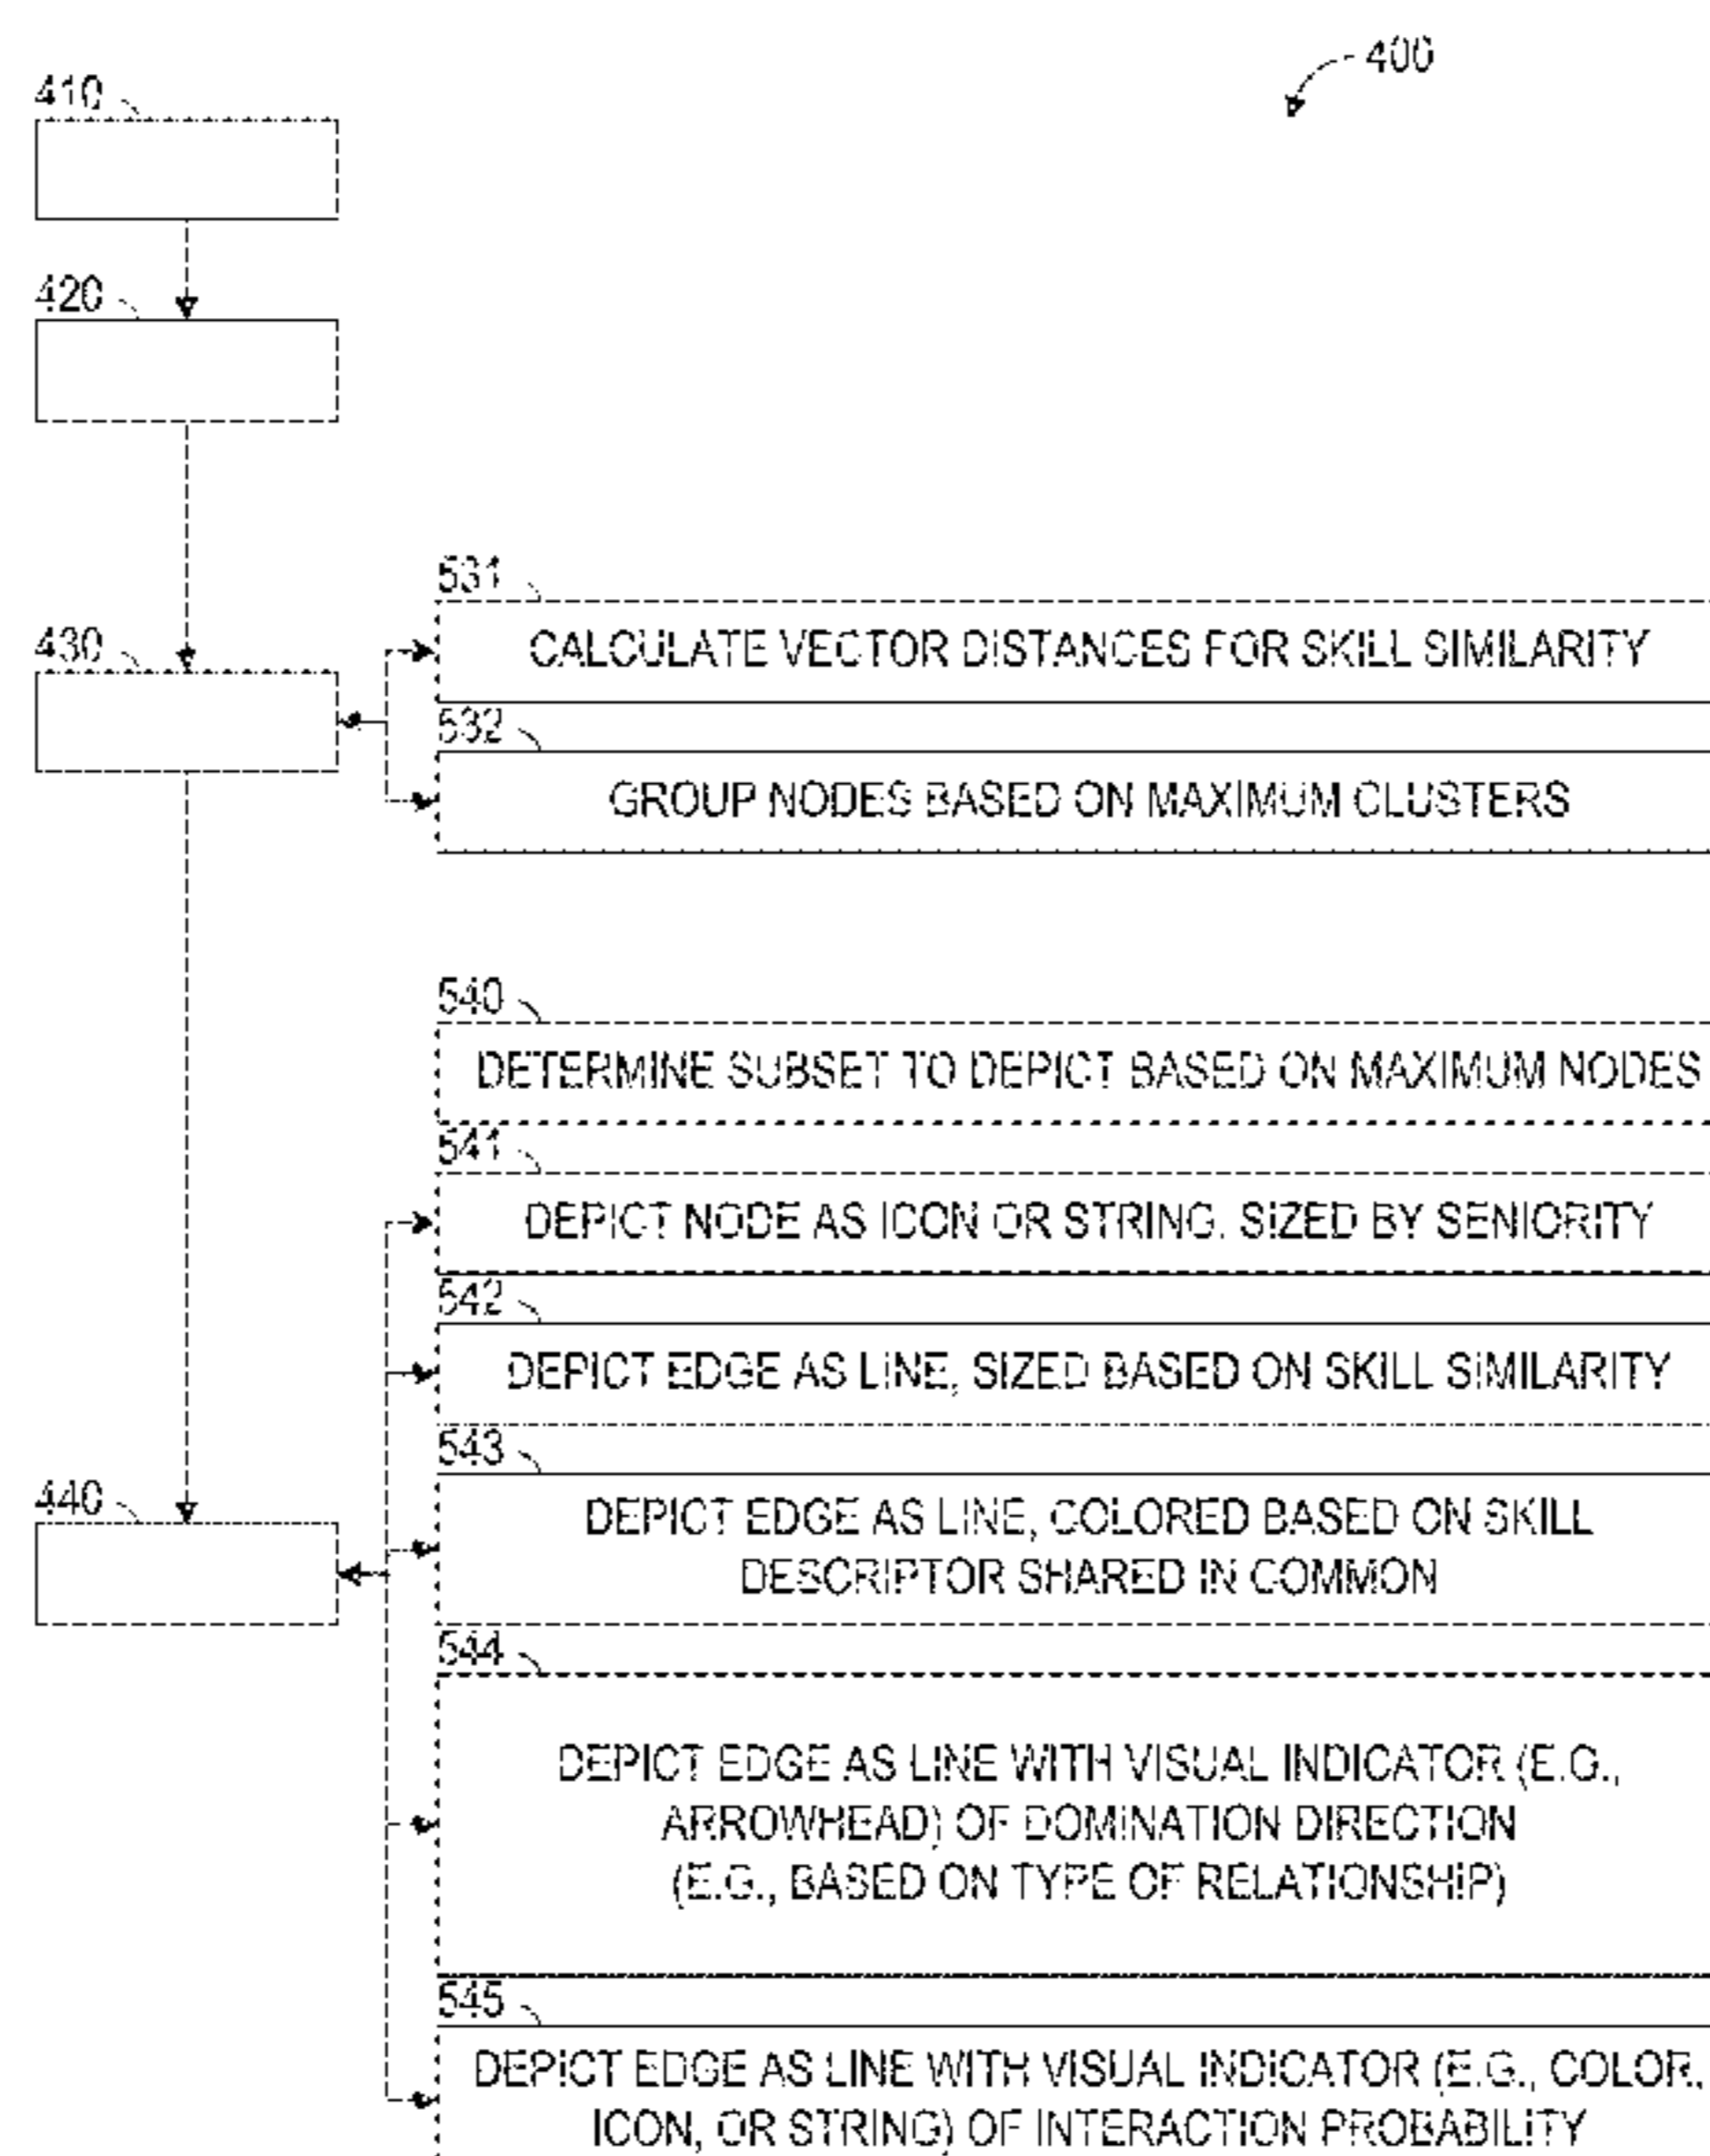 400
410
420
531
430
CALCULATE VECTOR DISTANCES FOR SKILL SIMILARITY
532
GROUP NODES BASED ON MAXIMUM CLUSTERS
540
DETERMINE SUBSET TO DEPICT BASED ON MAXIMUM NODES
541
DEPICT NODE AS ICON OR STRING, SIZED BY SENIORITY
542
DEPICT EDGE AS LINE, SIZED BASED ON SKILL SIMILARITY
543
440
DEPICT EDGE AS LINE, COLORED BASED ON SKILL
DESCRIPTOR SHARED IN COMMON
544
DEPICT EDGE AS LINE WITH VISUAL INDICATOR (E.G.,
ARROWHEAD) OF DOMINATION DIRECTION
(E.G., BASED ON TYPE OF RELATIONSHIP)
545
DEPICT EDGE AS LINE WITH VISUAL INDICATOR (E.G., COLOR,
ICON, OR STRING) OF INTERACTION PROBABILITY